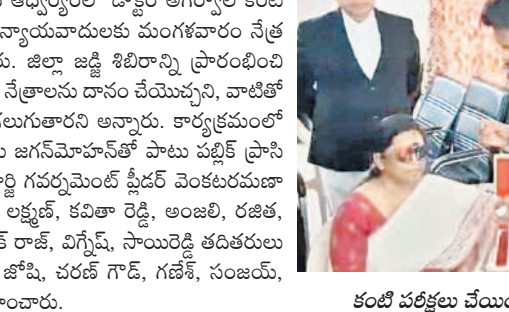 ఆధ్వర్యంలో డాక్టర్ అగర్వాల్ కంటి
న్యాయవాదులకు మంగళవారం నేత్ర
రు. జిల్లా జడ్జి శిబిరాన్ని ప్రారంభించి
నేత్రాలను దానం చేయొచ్చని, వాటితో
లుగుతారని అన్నారు. కార్యక్రమంలో
జగన్‌మోహన్‌తో పాటు పబ్లిక్ ప్రాసి
ర్జి గవర్నమెంట్ ప్లీడర్ వెంకటరమణా
లక్ష్మణ్, కవితా రెడ్డి, అంజలి, రజిత,
క్ రాజ్, విగ్నేష్, సాయిరెడ్డి తదితరులు
జోషి, చరణ్ గౌడ్, గణేశ్, సంజయ్,
ంచారు.
కంటి పరీక్షలు చేయిం